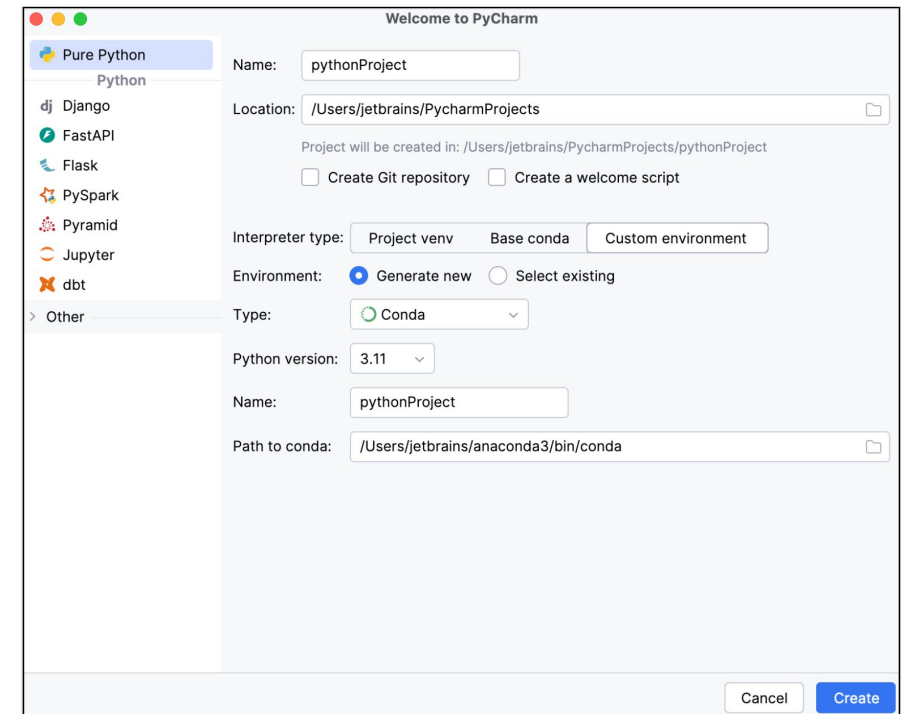 Welcome to PyCharm
Pure Python
Python
dj Django
FastAPI
Flask
PySpark
Pyramid
Jupyter
dbt
Other
Name: pythonProject
Location: /Users/jetbrains/PycharmProjects
Project will be created in: /Users/jetbrains/PycharmProjects/pythonProject
Create Git repository Create a welcome script
Interpreter type: Project venv Base conda Custom environment
Environment: Generate new Select existing
Type: Conda
Python version: 3.11
Name: pythonProject
Path to conda: /Users/jetbrains/anaconda3/bin/conda
Cancel Create